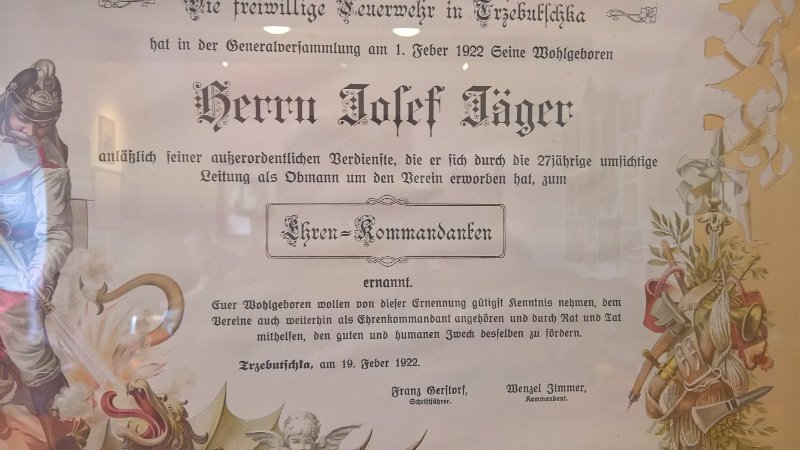 Die freiwillige Feuerwehr in Trzebutschka
hat in der Generalversammlung am 1. Feber 1922 Seine Wohlgeboren
Herrn Josef Jäger
anläßlich seiner außerordentlichen Verdienste, die er sich durch die 27jährige umsichtige
Leitung als Obmann um den Verein erworben hat, zum
Ehren-Kommandanten
ernannt.
Euer Wohlgeboren wollen von dieser Ernennung gütigst Kenntnis nehmen, dem
Vereine auch weiterhin als Ehrenkommandant angehören und durch Rat und Tat
mithelfen, den guten und humanen Zweck desselben zu fördern.
Trzebutschka, am 19. Feber 1922.
Franz Gerstorf, Wenzel Zimmer,
Schriftführer. Kommandant.